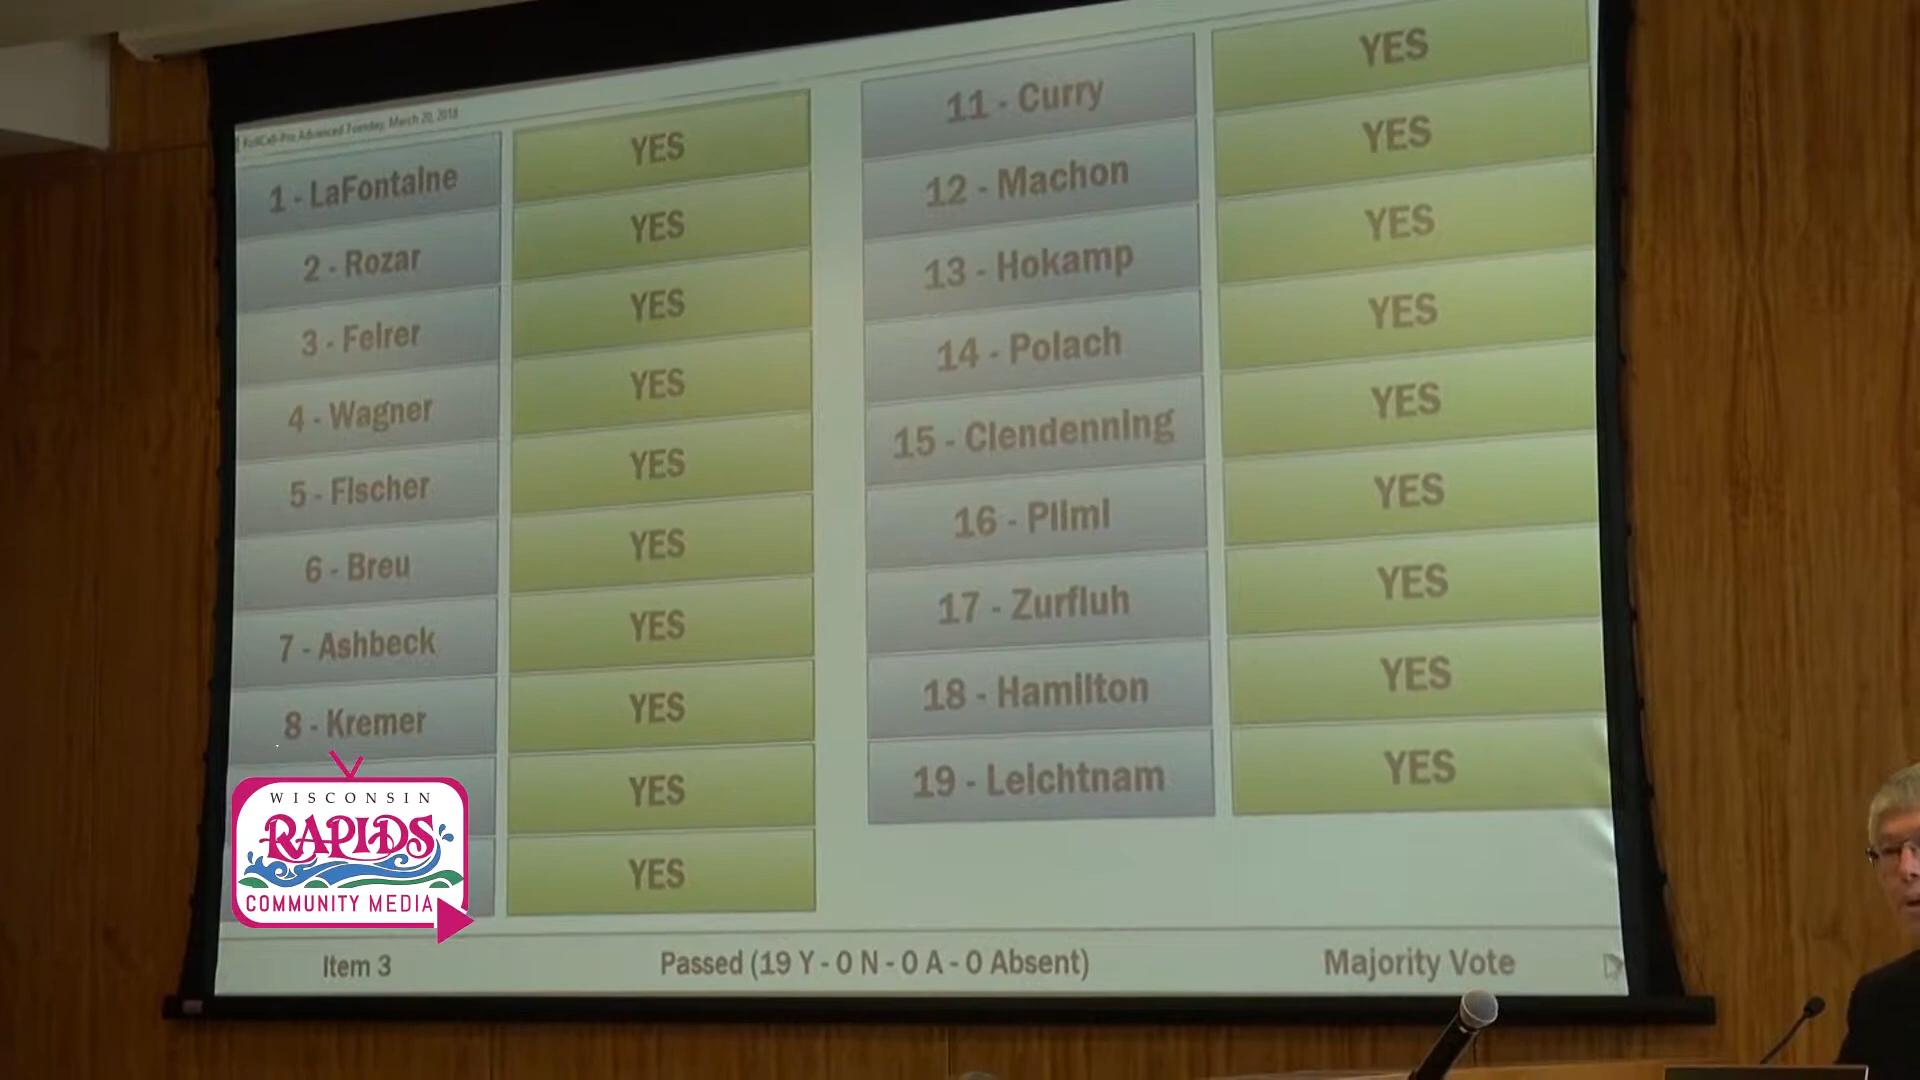 RollCall-Pro Advanced Tuesday, March 20, 2018
1 - LaFontaine YES
2 - Rozar YES
3 - Feirer YES
4 - Wagner YES
5 - Fischer YES
6 - Breu YES
7 - Ashbeck YES
8 - Kremer YES
YES
YES
11 - Curry YES
12 - Machon YES
13 - Hokamp YES
14 - Polach YES
15 - Clendenning YES
16 - Pliml YES
17 - Zurfluh YES
18 - Hamilton YES
19 - Leichtnam YES
Item 3 Passed (19 Y - 0 N - 0 A - 0 Absent) Majority Vote
WISCONSIN
RAPIDS
COMMUNITY MEDIA